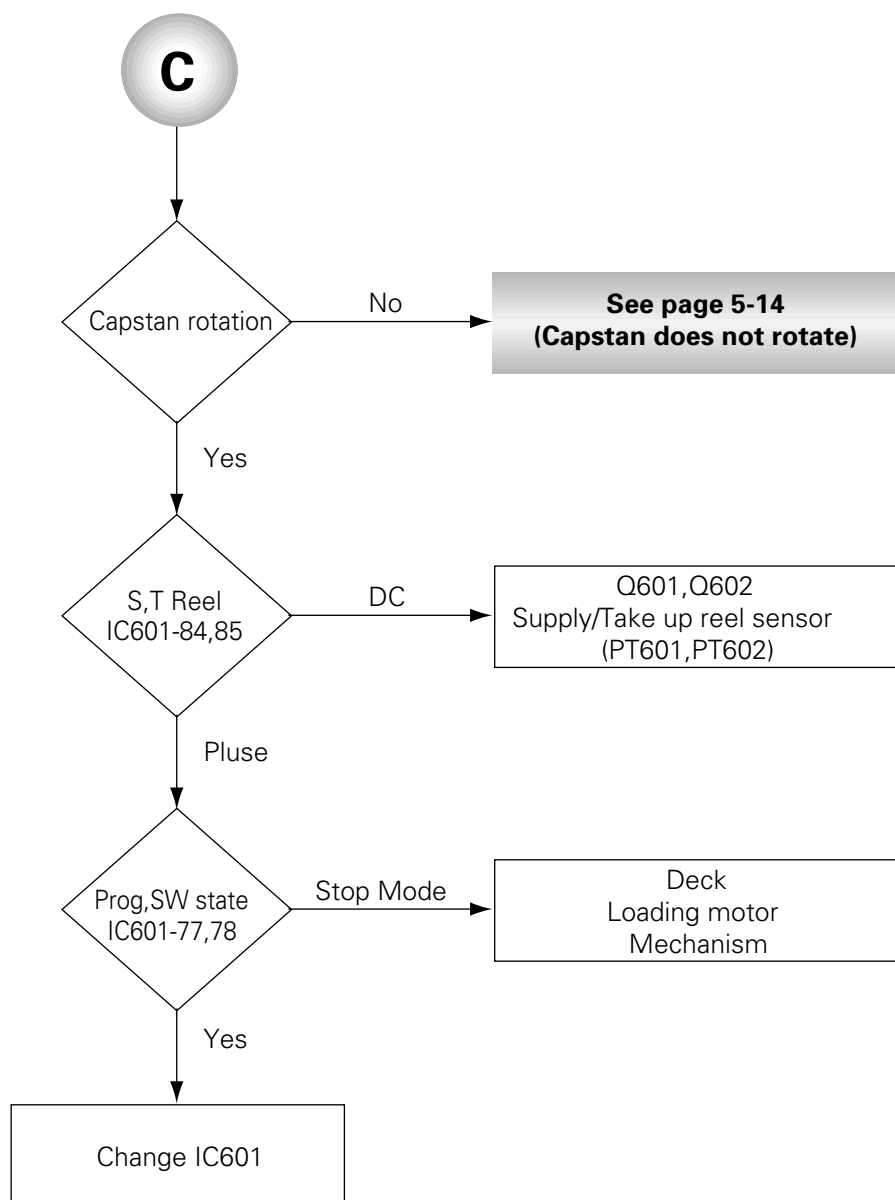 C
Capstan rotation
No
See page 5-14
(Capstan does not rotate)
Yes
S,T Reel
IC601-84,85
DC
Q601,Q602
Supply/Take up reel sensor
(PT601,PT602)
Pluse
Prog,SW state
IC601-77,78
Stop Mode
Deck
Loading motor
Mechanism
Yes
Change IC601